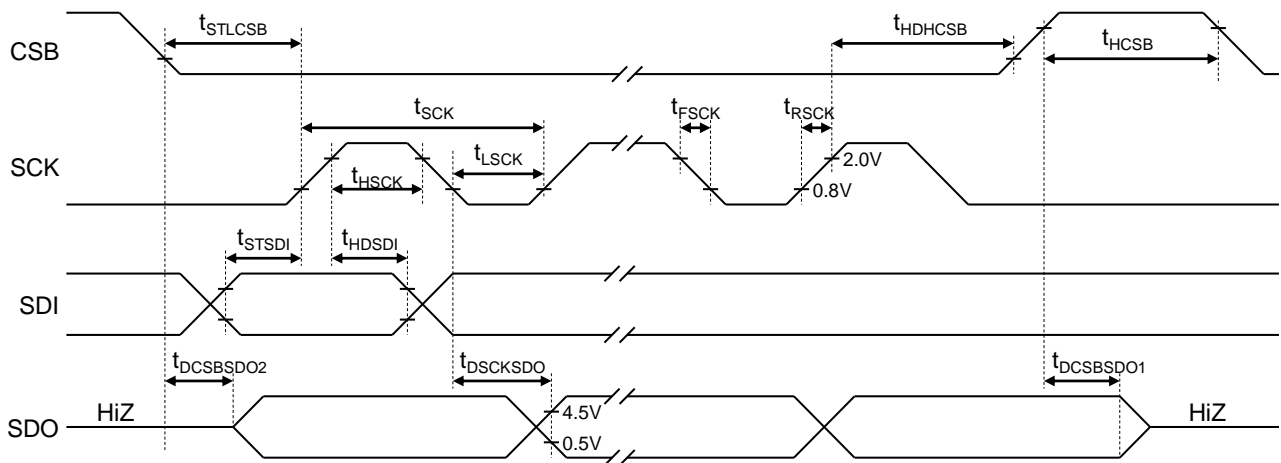 CSB
tSTLCSB
tHDHCSB
tHCSB
SCK
tSCK
tLSCK
tHSCK
tFSCK
tRSCK
2.0V
0.8V
SDI
tSTSDI
tHDSDI
SDO
HiZ
tDCSBSDO2
tDSCKSDO
4.5V
0.5V
tDCSBSDO1
HiZ